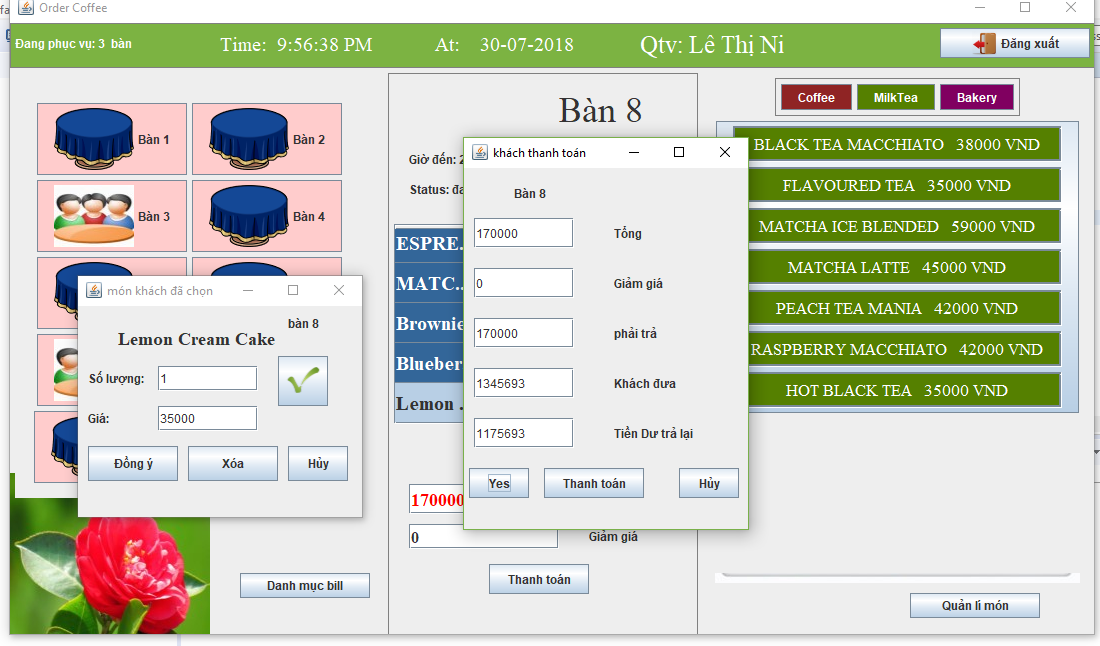 Order Coffee
Đang phục vụ: 3 bàn
Time: 9:56:38 PM
At: 30-07-2018
Qtv: Lê Thị Ni
Đăng xuất
Bàn 1
Bàn 2
Bàn 3
Bàn 4
món khách đã chọn
bàn 8
Lemon Cream Cake
Số lượng:
1
Giá:
35000
Đồng ý
Xóa
Hủy
Danh mục bill
Bàn 8
Giờ đến: 2
Status: đa
ESPRE..
MATC..
Brownie
Blueber
Lemon .
170000
0
Giảm giá
Thanh toán
khách thanh toán
Bàn 8
170000
Tổng
0
Giảm giá
170000
phải trả
1345693
Khách đưa
1175693
Tiền Dư trả lại
Yes
Thanh toán
Hủy
Coffee
MilkTea
Bakery
BLACK TEA MACCHIATO 38000 VND
FLAVOURED TEA 35000 VND
MATCHA ICE BLENDED 59000 VND
MATCHA LATTE 45000 VND
PEACH TEA MANIA 42000 VND
RASPBERRY MACCHIATO 42000 VND
HOT BLACK TEA 35000 VND
Quản lí món